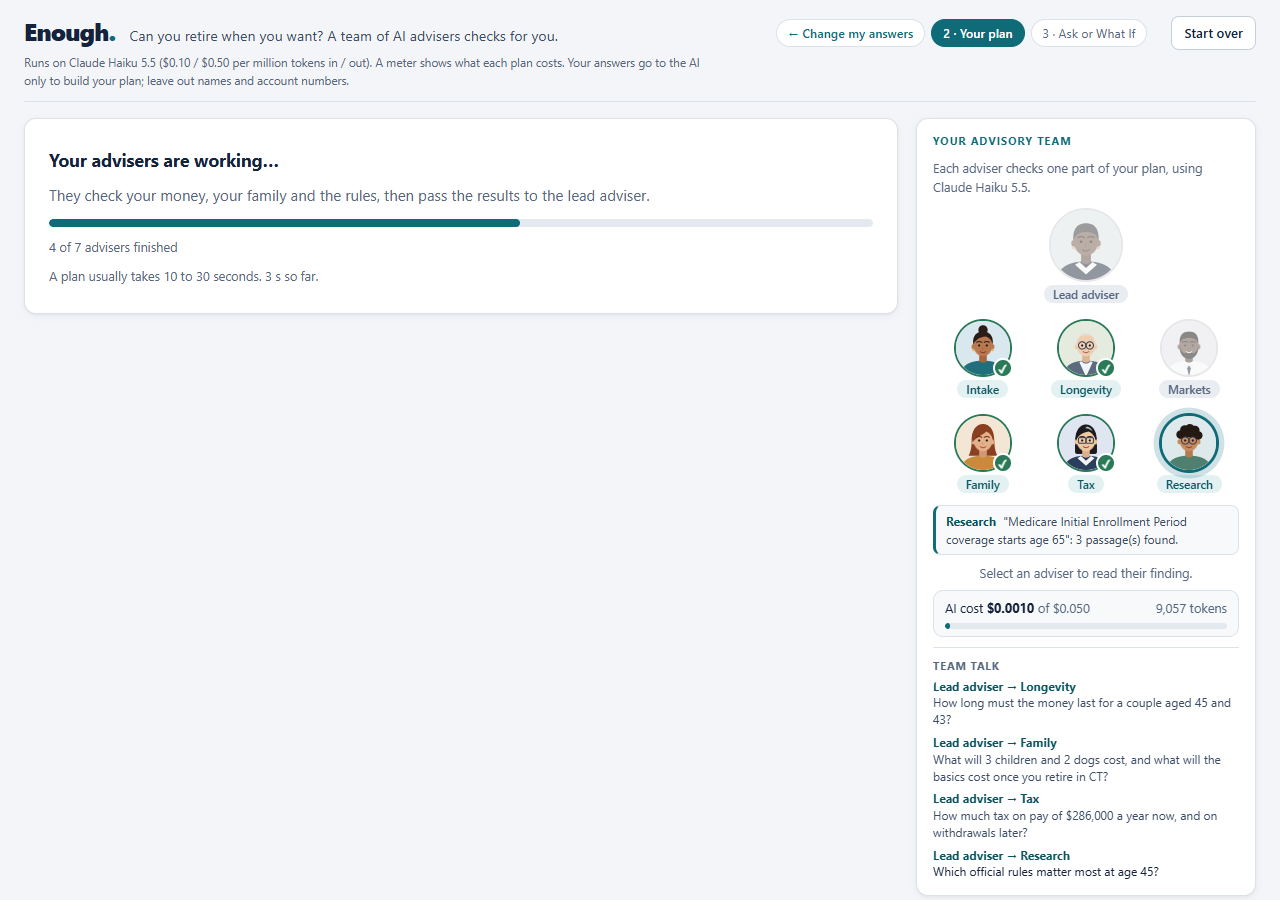 Enough. Can you retire when you want? A team of AI advisers checks for you.
Runs on Claude Haiku 5.5 ($0.10 / $0.50 per million tokens in / out). A meter shows what each plan costs. Your answers go to the AI
only to build your plan; leave out names and account numbers.
← Change my answers
2 · Your plan
3 · Ask or What If
Start over
Your advisers are working...
They check your money, your family and the rules, then pass the results to the lead adviser.
4 of 7 advisers finished
A plan usually takes 10 to 30 seconds. 3 s so far.
YOUR ADVISORY TEAM
Each adviser checks one part of your plan, using
Claude Haiku 5.5.
Lead adviser
Intake
Longevity
Markets
Family
Tax
Research
Research "Medicare Initial Enrollment Period
coverage starts age 65": 3 passage(s) found.
Select an adviser to read their finding.
AI cost $0.0010 of $0.050
9,057 tokens
TEAM TALK
Lead adviser → Longevity
How long must the money last for a couple aged 45 and
43?
Lead adviser → Family
What will 3 children and 2 dogs cost, and what will the
basics cost once you retire in CT?
Lead adviser → Tax
How much tax on pay of $286,000 a year now, and on
withdrawals later?
Lead adviser → Research
Which official rules matter most at age 45?